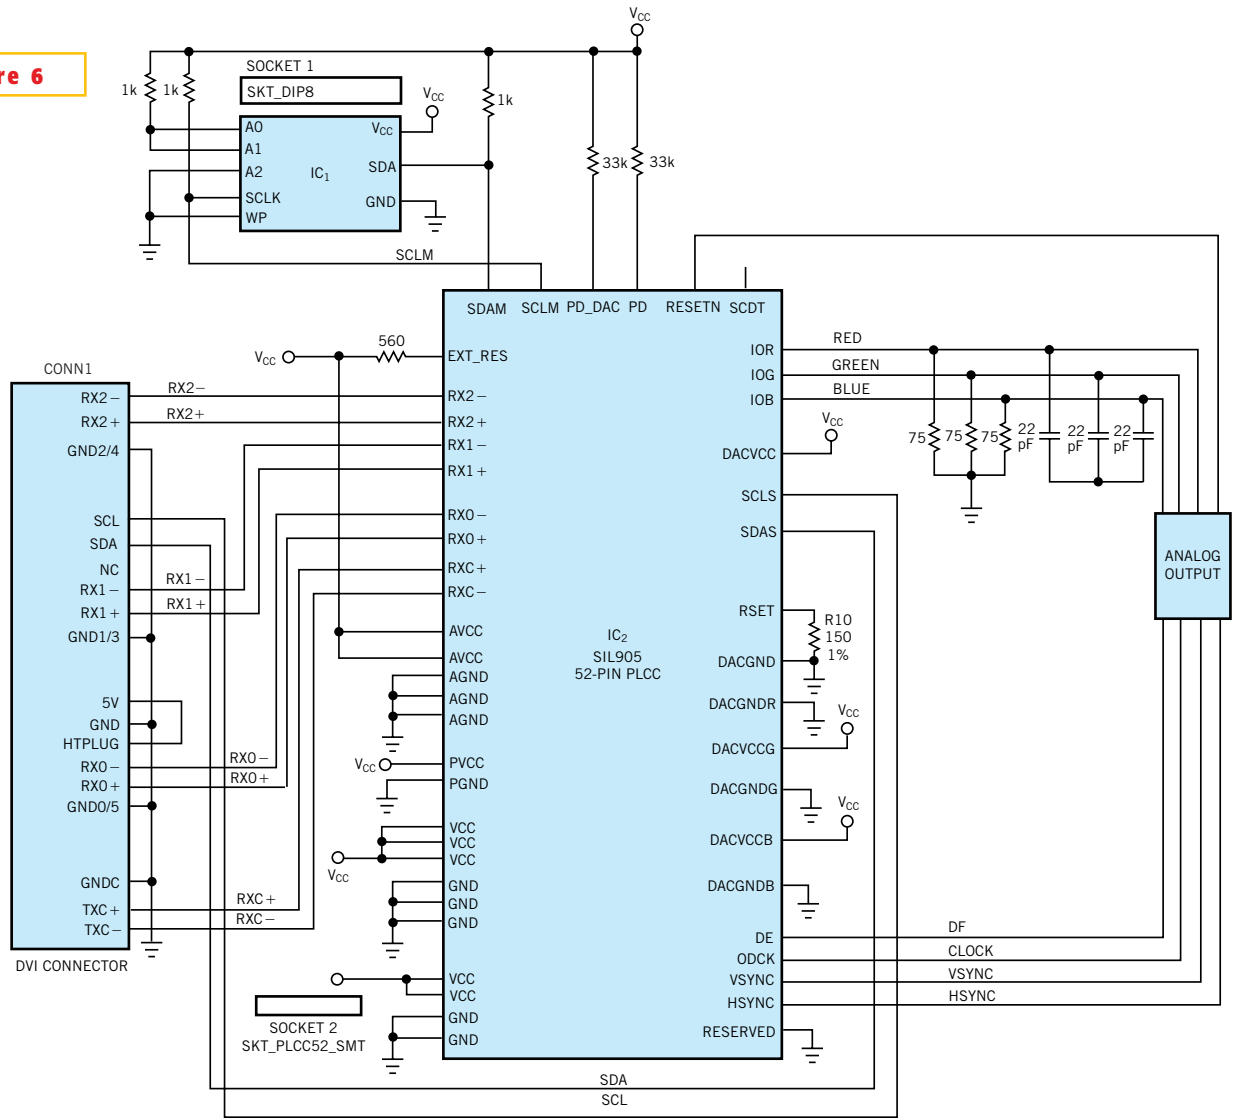 re 6
VCC
SOCKET 1
SKT_DIP8
1k
1k
1k
VCC
A0
A1
A2
SCLK
WP
IC1
VCC
SDA
GND
33k
33k
SCLM
SDAM
SCLM
PD_DAC
PD
RESETN
SCDT
VCC
560
CONN1
RX2−
RX2+
GND2/4
SCL
SDA
NC
RX1−
RX1+
GND1/3
5V
GND
HTPLUG
RX0−
RX0+
GND0/5
GNDC
TXC+
TXC−
DVI CONNECTOR
RX2−
RX2+
RX1−
RX1+
RX0−
RX0+
RXC+
RXC−
EXT_RES
RX2−
RX2+
RX1−
RX1+
RX0−
RX0+
RXC+
RXC−
AVCC
AVCC
AGND
AGND
AGND
VCC
PVCC
PGND
VCC
VCC
VCC
VCC
GND
GND
GND
VCC
VCC
GND
GND
SOCKET 2
SKT_PLCC52_SMT
IC2
SIL905
52-PIN PLCC
IOR
IOG
IOB
DACVCC
SCLS
SDAS
RSET
DACGND
DACGNDR
DACVCCG
DACGNDG
DACVCCB
DACGNDB
DE
ODCK
VSYNC
HSYNC
RESERVED
RED
GREEN
BLUE
VCC
75
75
75
22
pF
22
pF
22
pF
R10
150
1%
VCC
VCC
ANALOG
OUTPUT
DF
CLOCK
VSYNC
HSYNC
SDA
SCL